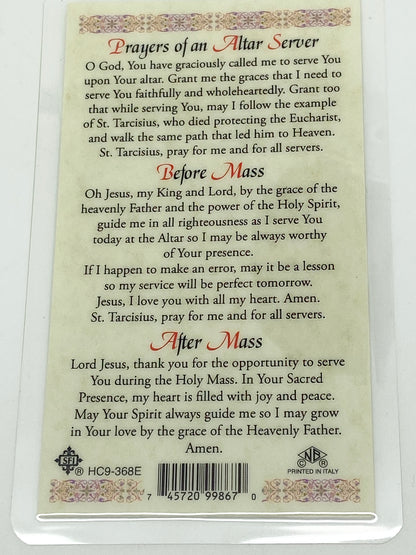 Prayers of an Altar Server
O God, You have graciously called me to serve You
upon Your altar. Grant me the graces that I need to
serve You faithfully and wholeheartedly. Grant too
that while serving You, may I follow the example
of St. Tarcisius, who died protecting the Eucharist,
and walk the same path that led him to Heaven.
St. Tarcisius, pray for me and for all servers.
Before Mass
Oh Jesus, my King and Lord, by the grace of the
heavenly Father and the power of the Holy Spirit,
guide me in all righteousness as I serve You
today at the Altar so I may be always worthy
of Your presence.
If I happen to make an error, may it be a lesson
so my service will be perfect tomorrow.
Jesus, I love you with all my heart. Amen.
St. Tarcisius, pray for me and for all servers.
After Mass
Lord Jesus, thank you for the opportunity to serve
You during the Holy Mass. In Your Sacred
Presence, my heart is filled with joy and peace.
May Your Spirit always guide me so I may grow
in Your love by the grace of the Heavenly Father.
Amen.
SFI ® HC9-368E
7 45720 99867 0
NB C R
PRINTED IN ITALY